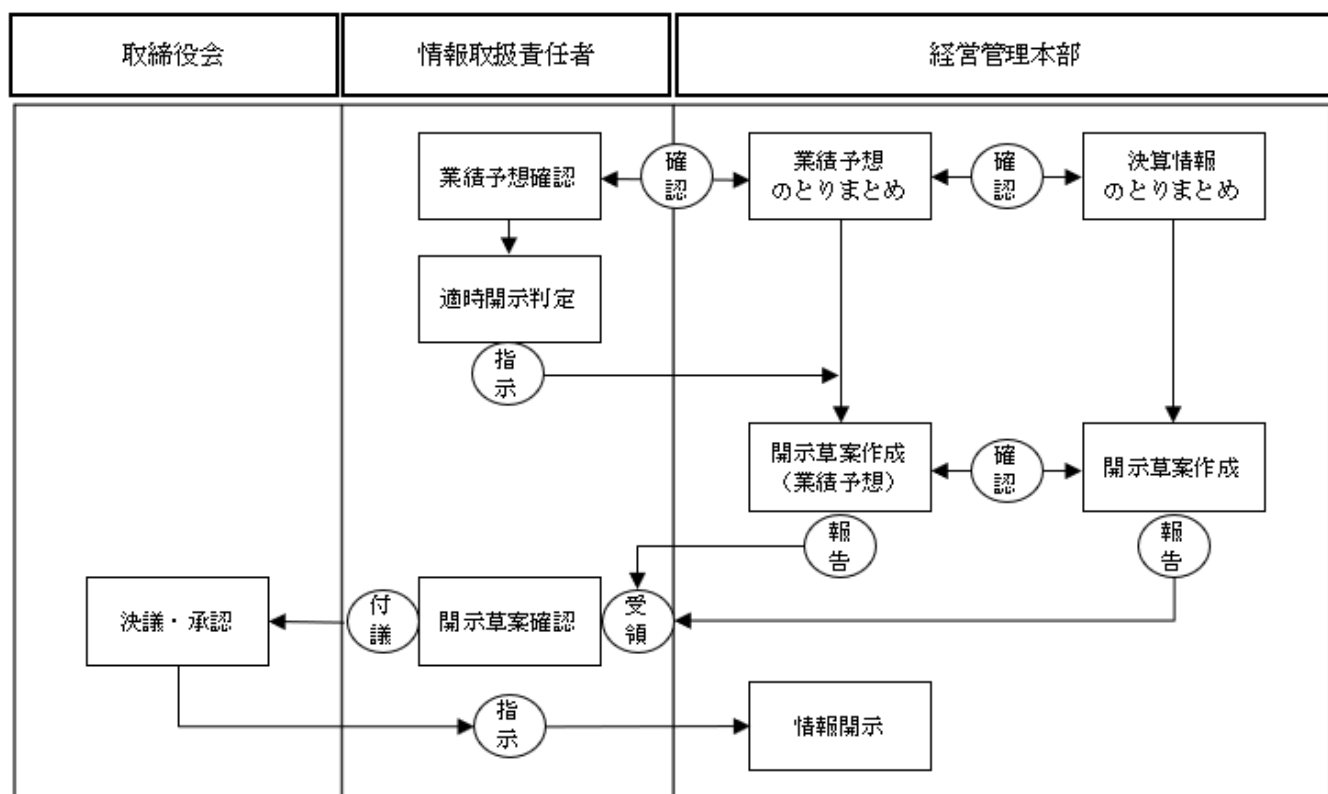 取締役会
情報取扱責任者
経営管理本部
業績予想確認
確
認
業績予想
のとりまとめ
確
認
決算情報
のとりまとめ
適時開示判定
指
示
開示草案作成
（業績予想）
確
認
開示草案作成
報
告
報
告
決議・承認
付
議
開示草案確認
受
領
指
示
情報開示